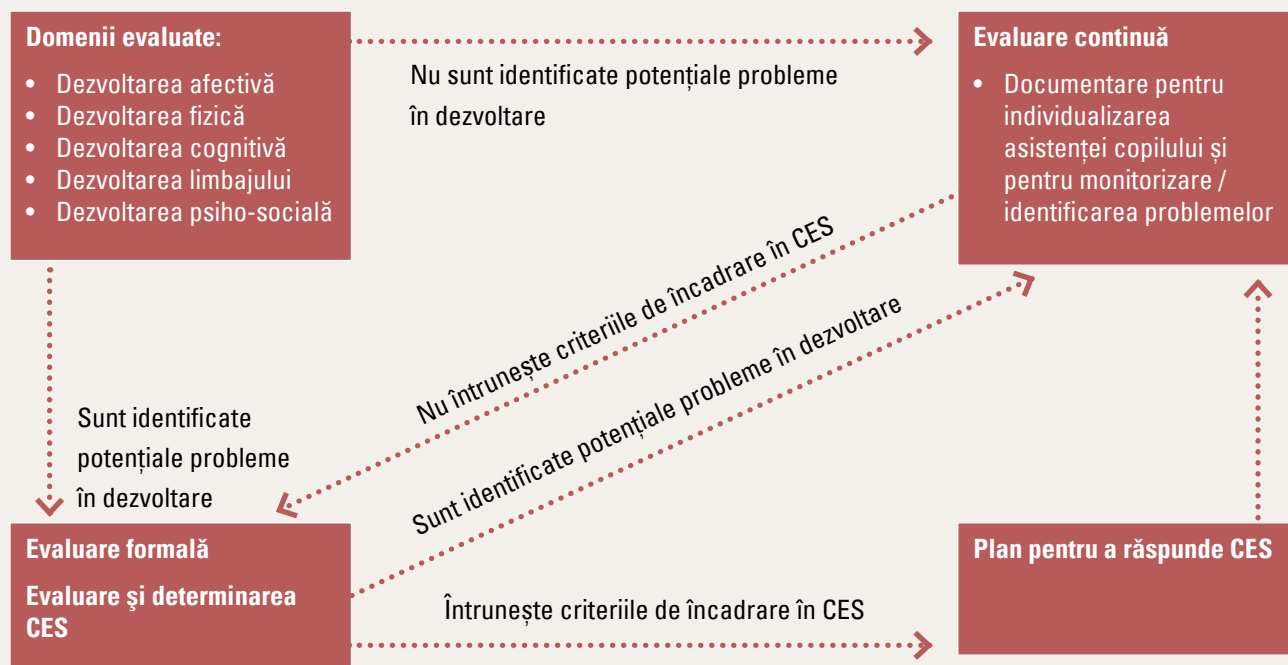 Domenii evaluate:
• Dezvoltarea afectivă
• Dezvoltarea fizică
• Dezvoltarea cognitivă
• Dezvoltarea limbajului
• Dezvoltarea psiho-socială
Nu sunt identificate potențiale probleme
în dezvoltare
Evaluare continuă
• Documentare pentru
individualizarea
asistenței copilului și
pentru monitorizare /
identificarea problemelor
Nu întrunește criteriile de încadrare în CES
Sunt identificate potențiale probleme în dezvoltare
Sunt identificate
potențiale probleme
în dezvoltare
Evaluare formală
Evaluare şi determinarea
CES
Întrunește criteriile de încadrare în CES
Plan pentru a răspunde CES